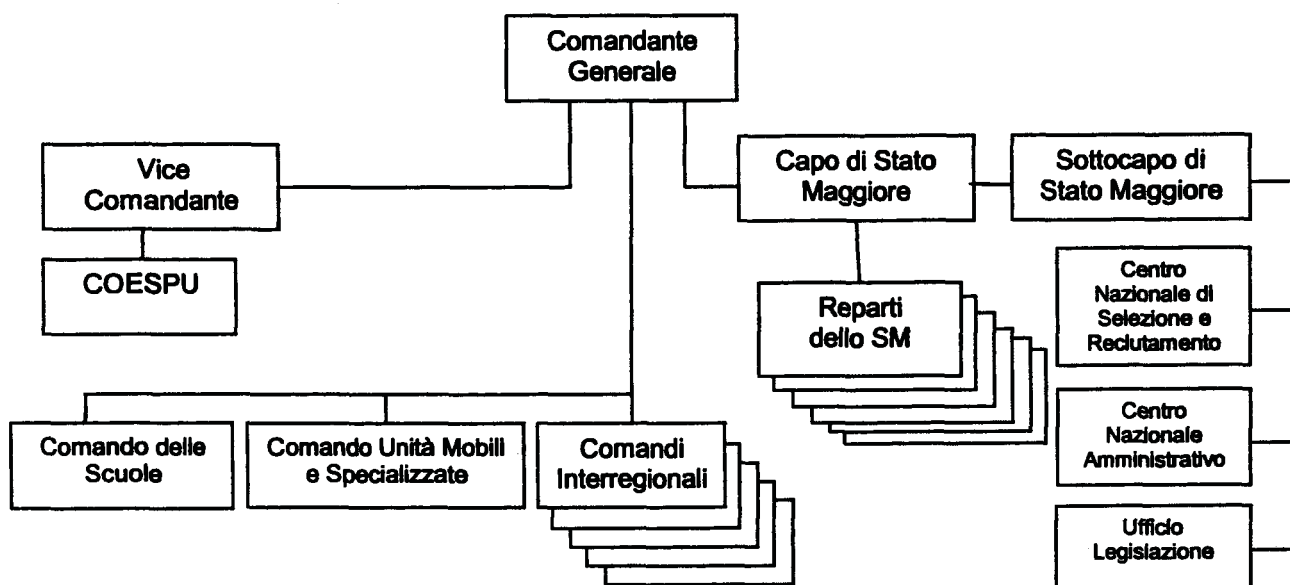 Comandante
Generale
Vice
Comandante
COESPU
Capo di Stato
Maggiore
Sottocapo di
Stato Maggiore
Reparti
dello SM
Centro
Nazionale di
Selezione e
Reclutamento
Centro
Nazionale
Amministrativo
Ufficio
Legislazione
Comando delle
Scuole
Comando Unità Mobili
e Specializzate
Comandi
Interregionali